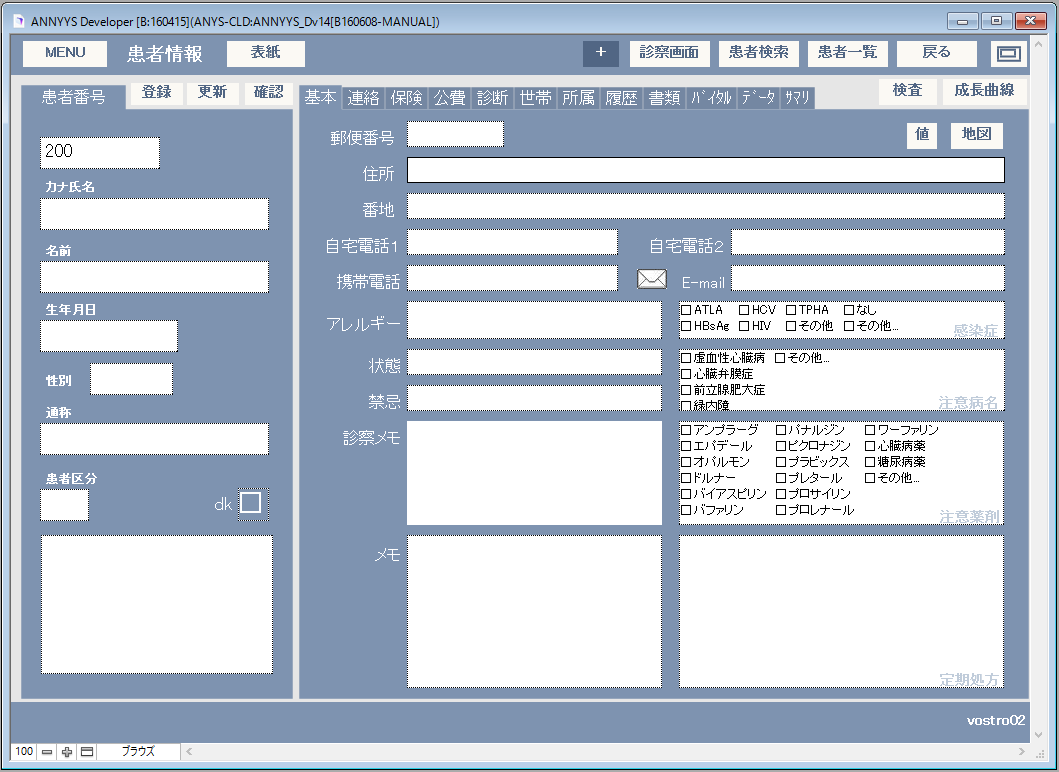 ANNYYS Developer [B:160415](ANYS-CLD:ANNYYS_Dv14[B160608-MANUAL])
MENU 患者情報 表紙 + 診察画面 患者検索 患者一覧 戻る
患者番号 登録 更新 確認 基本 連絡 保険 公費 診断 世帯 所属 履歴 書類 ﾊﾞｲﾀﾙ ﾃﾞｰﾀ ｻﾏﾘ 検査 成長曲線
郵便番号 値 地図
200
住所
カナ氏名
番地
名前
自宅電話1 自宅電話2
携帯電話 E-mail
生年月日
アレルギー
ATLA HCV TPHA なし
HBsAg HIV その他 その他...
感染症
状態
虚血性心臓病 その他...
心臓弁膜症
前立腺肥大症
緑内障
注意病名
性別
禁忌
通称
診察メモ
アンプラーグ パナルジン ワーファリン
エパデール ピクロナジン 心臓病薬
オパルモン プラビックス 糖尿病薬
ドルナー プレタール その他...
バイアスピリン プロサイリン
バファリン プロレナール
注意薬剤
患者区分
dk
メモ
定期処方
vostro02
100 ブラウズ